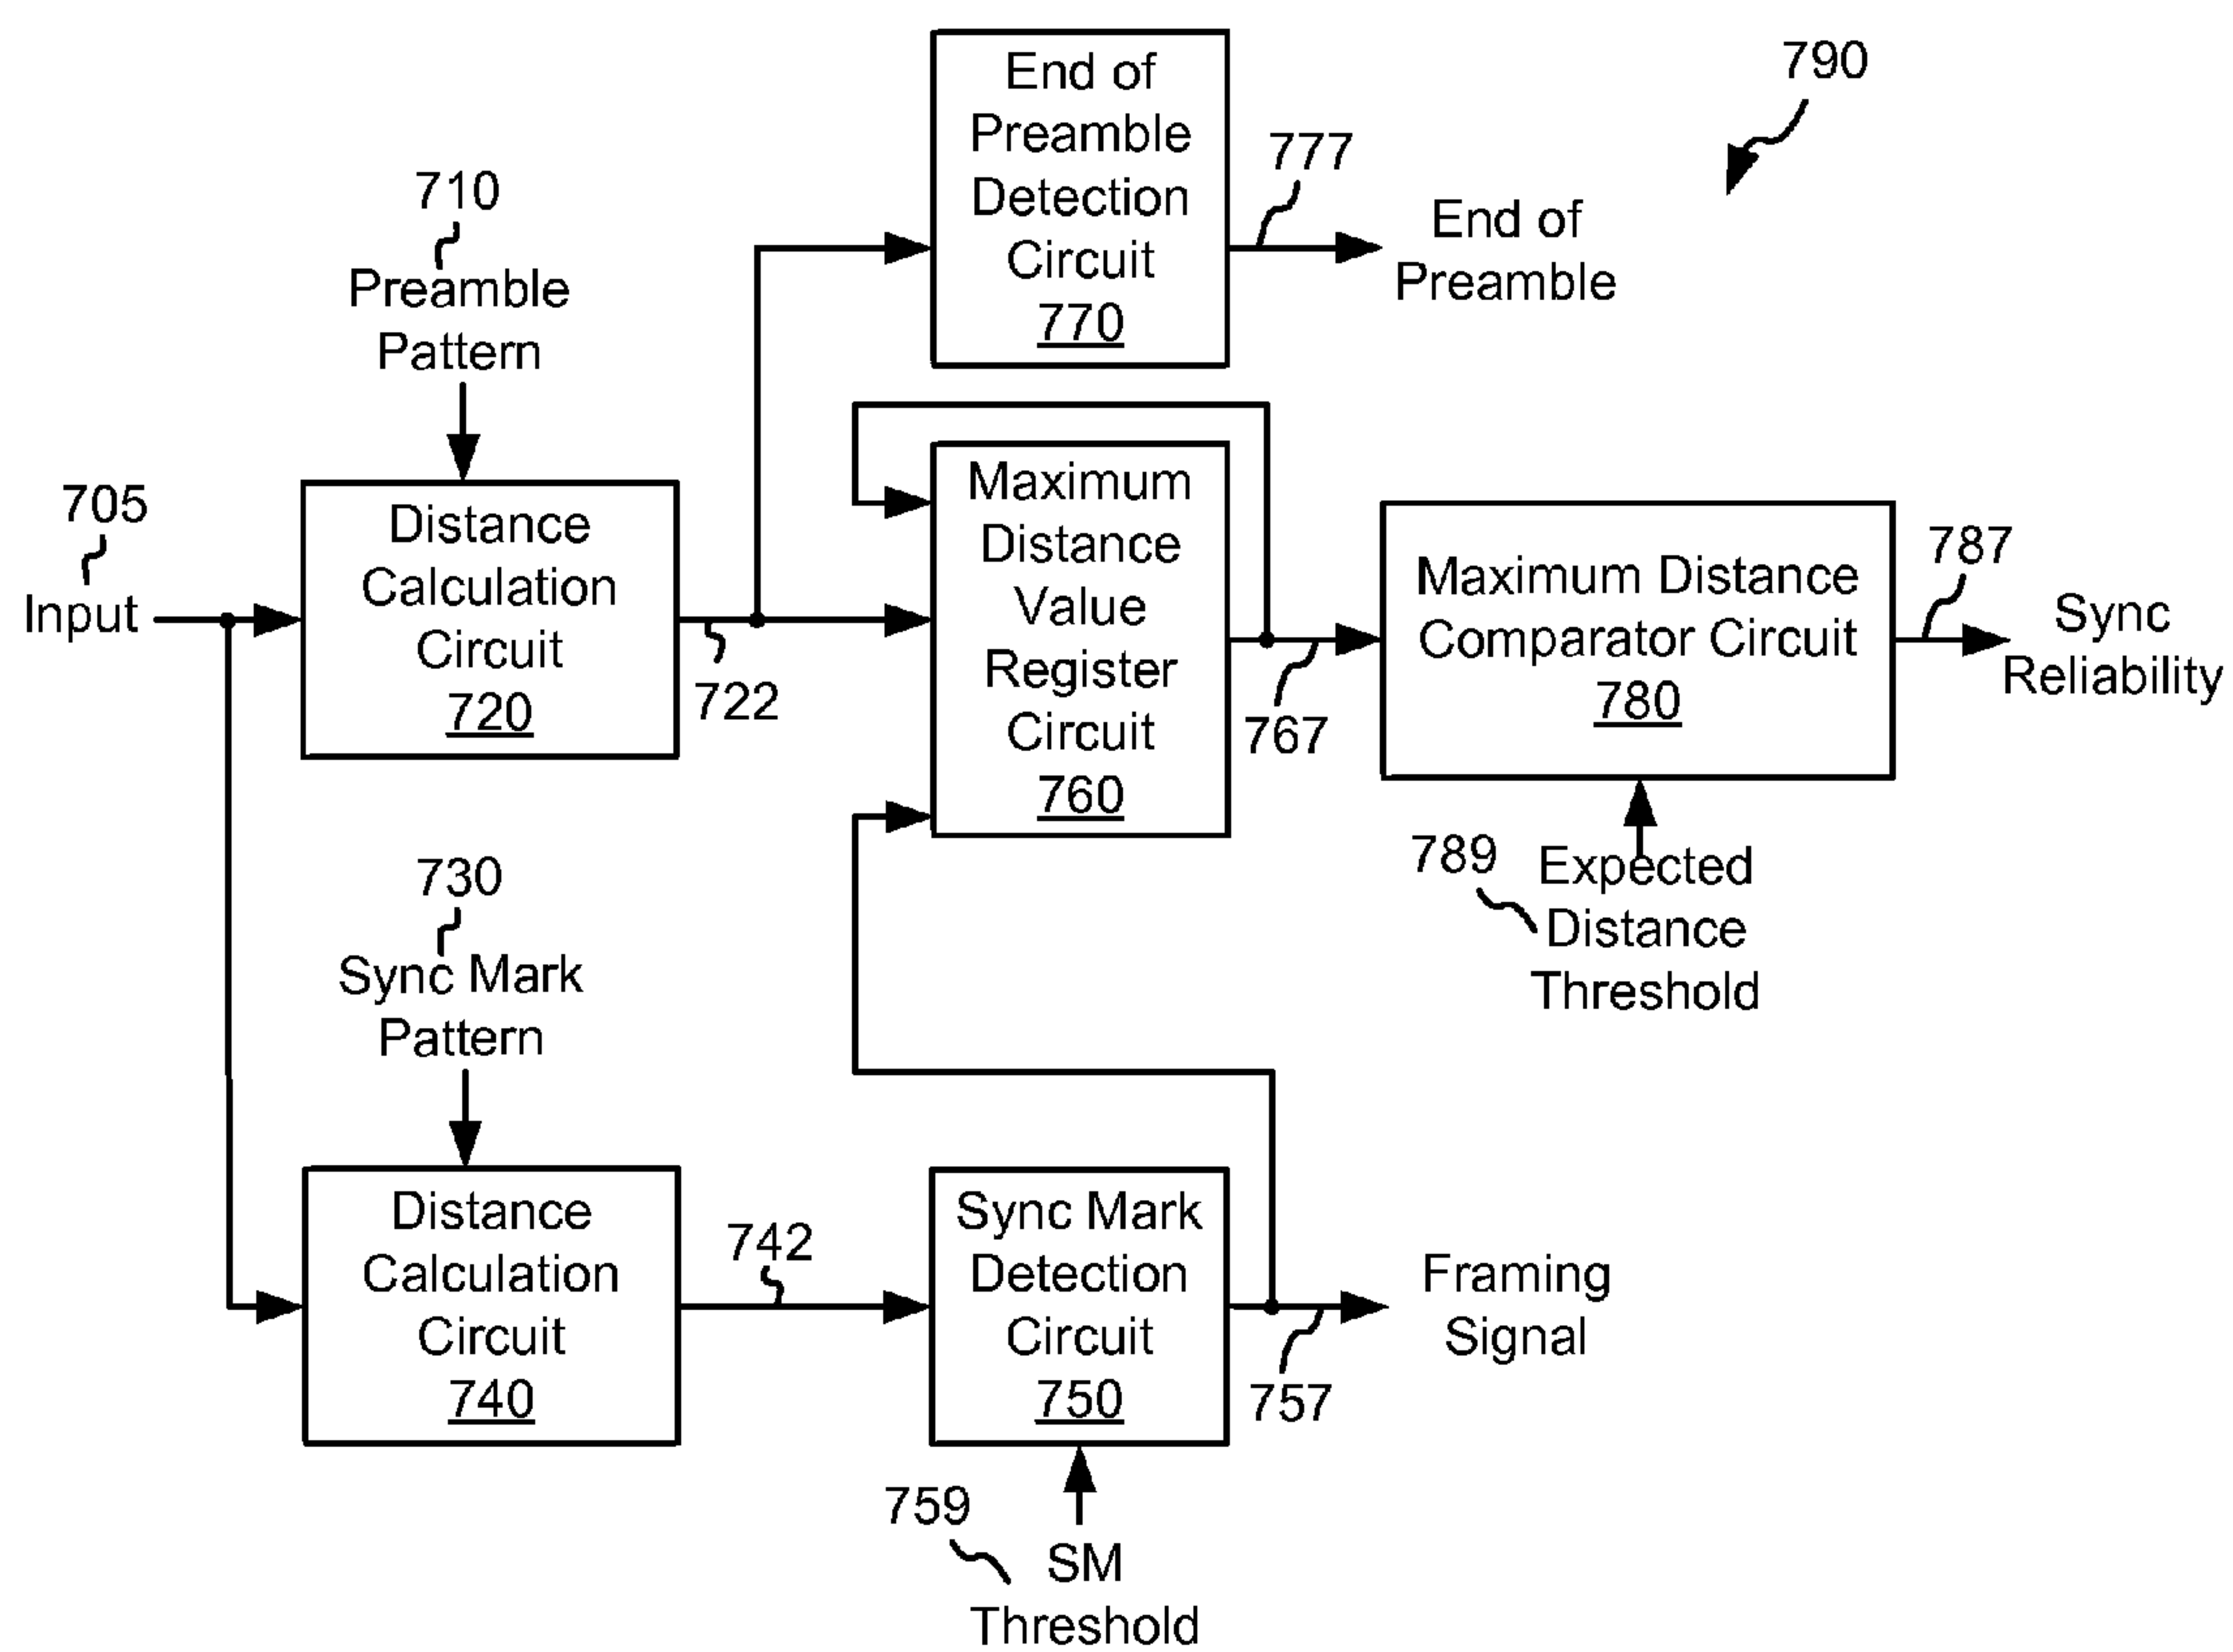 End of
Preamble
Detection
Circuit
770
790
777
End of
Preamble
710
Preamble
Pattern
705
Input
Distance
Calculation
Circuit
720
722
Maximum
Distance
Value
Register
Circuit
760
767
Maximum Distance
Comparator Circuit
780
787
Sync
Reliability
789
Expected
Distance
Threshold
730
Sync Mark
Pattern
Distance
Calculation
Circuit
740
742
Sync Mark
Detection
Circuit
750
757
Framing
Signal
759
SM
Threshold